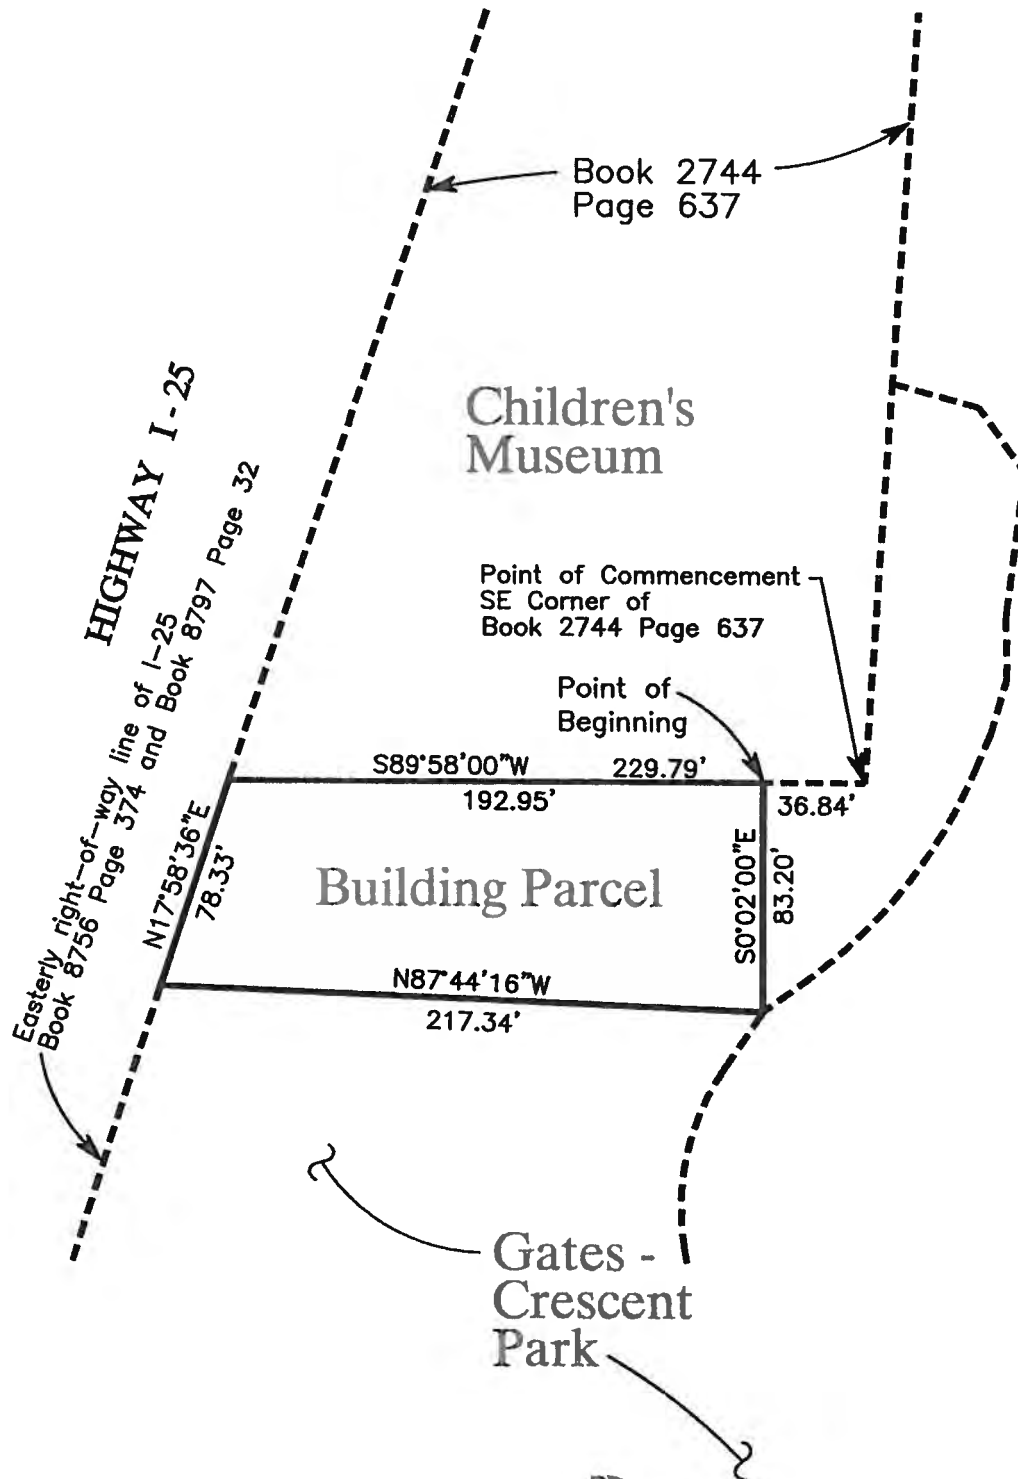 Book 2744
Page 637
Children's
Museum
HIGHWAY I-25
Easterly right-of-way line of I-25
Book 8756 Page 374 and Book 8797 Page 32
Point of Commencement
SE Corner of
Book 2744 Page 637
Point of
Beginning
S89°58'00"W 229.79'
192.95'
36.84'
N17°58'36"E
78.33'
Building Parcel
S0°02'00"E
83.20'
N87°44'16"W
217.34'
Gates -
Crescent
Park